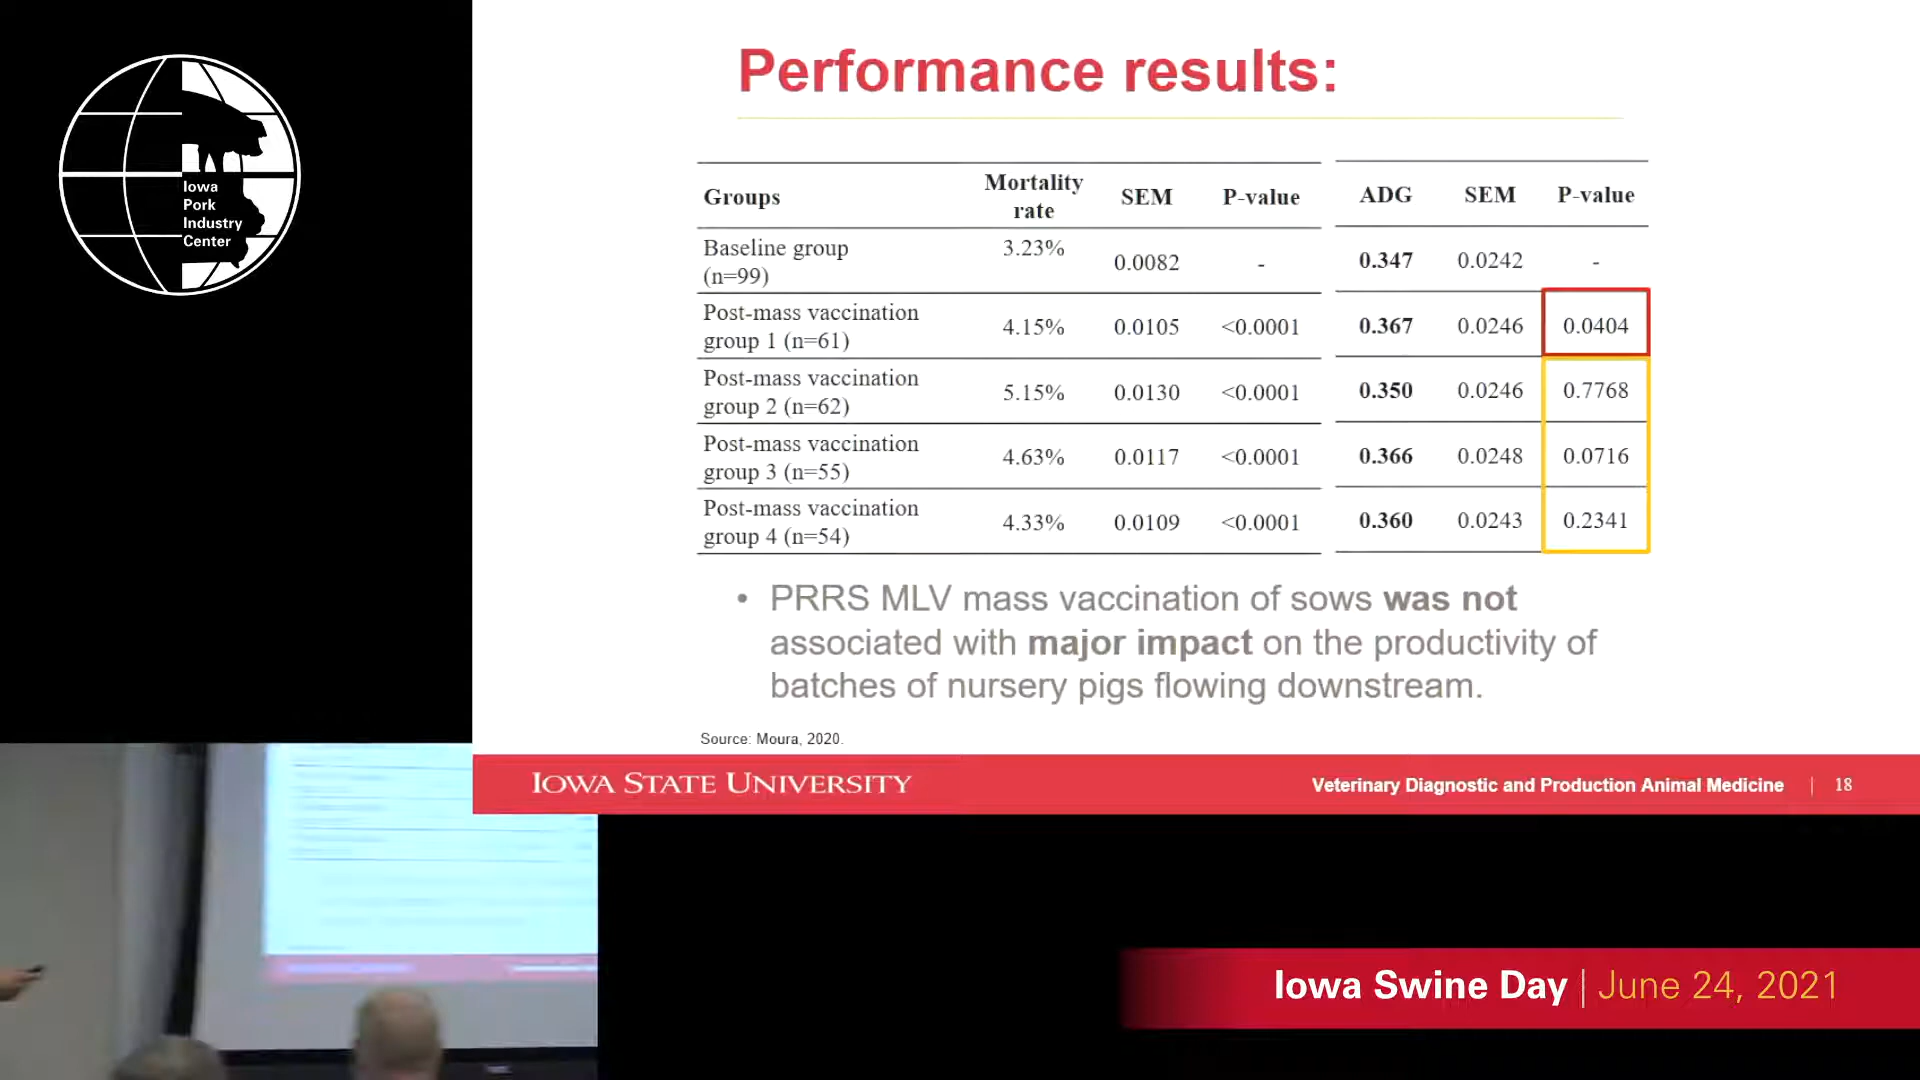 Iowa
Pork
Industry
Center
Performance results:
Groups Mortality rate SEM P-value ADG SEM P-value
Baseline group (n=99) 3.23% 0.0082 - 0.347 0.0242 -
Post-mass vaccination group 1 (n=61) 4.15% 0.0105 <0.0001 0.367 0.0246 0.0404
Post-mass vaccination group 2 (n=62) 5.15% 0.0130 <0.0001 0.350 0.0246 0.7768
Post-mass vaccination group 3 (n=55) 4.63% 0.0117 <0.0001 0.366 0.0248 0.0716
Post-mass vaccination group 4 (n=54) 4.33% 0.0109 <0.0001 0.360 0.0243 0.2341
• PRRS MLV mass vaccination of sows was not
associated with major impact on the productivity of
batches of nursery pigs flowing downstream.
Source: Moura, 2020.
IOWA STATE UNIVERSITY
Veterinary Diagnostic and Production Animal Medicine | 18
Iowa Swine Day | June 24, 2021